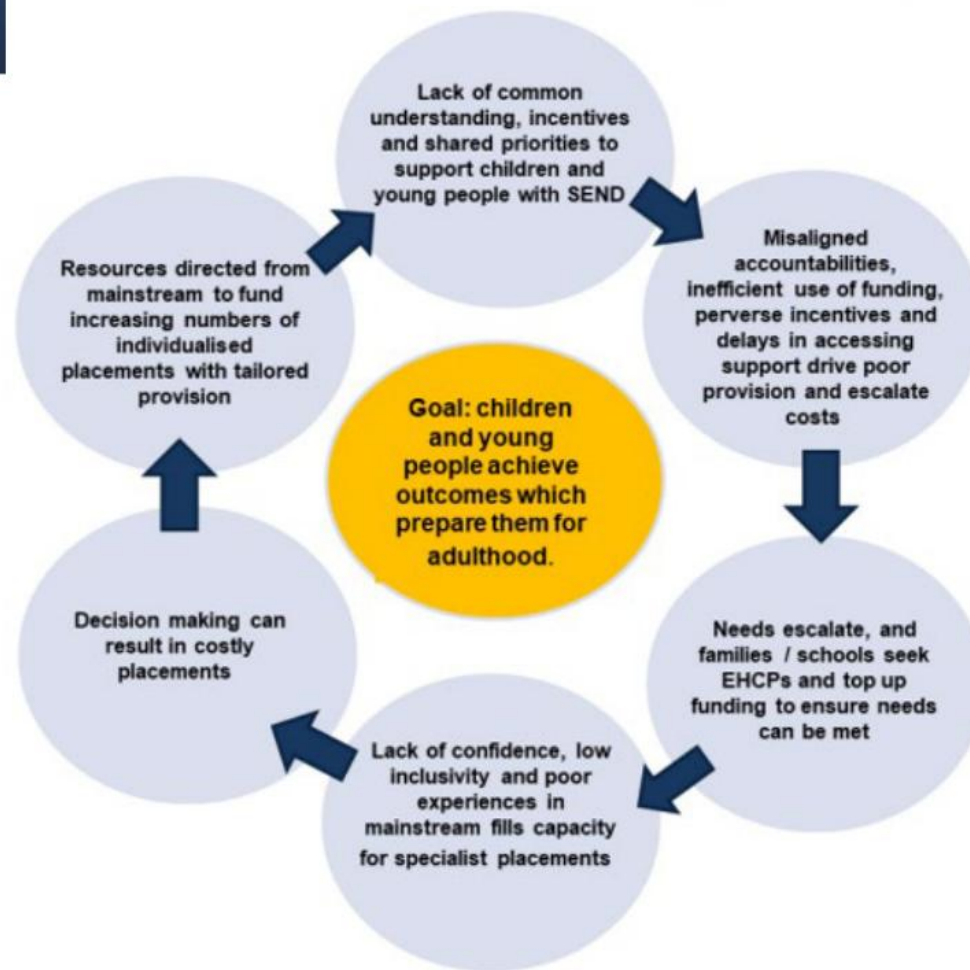 Lack of common
understanding, incentives
and shared priorities to
support children and
young people with SEND
Misaligned
accountabilities,
inefficient use of funding,
perverse incentives and
delays in accessing
support drive poor
provision and escalate
costs
Needs escalate, and
families / schools seek
EHCPs and top up
funding to ensure needs
can be met
Lack of confidence, low
inclusivity and poor
experiences in
mainstream fills capacity
for specialist placements
Decision making can
result in costly
placements
Resources directed from
mainstream to fund
increasing numbers of
individualised
placements with tailored
provision
Goal: children
and young
people achieve
outcomes which
prepare them for
adulthood.